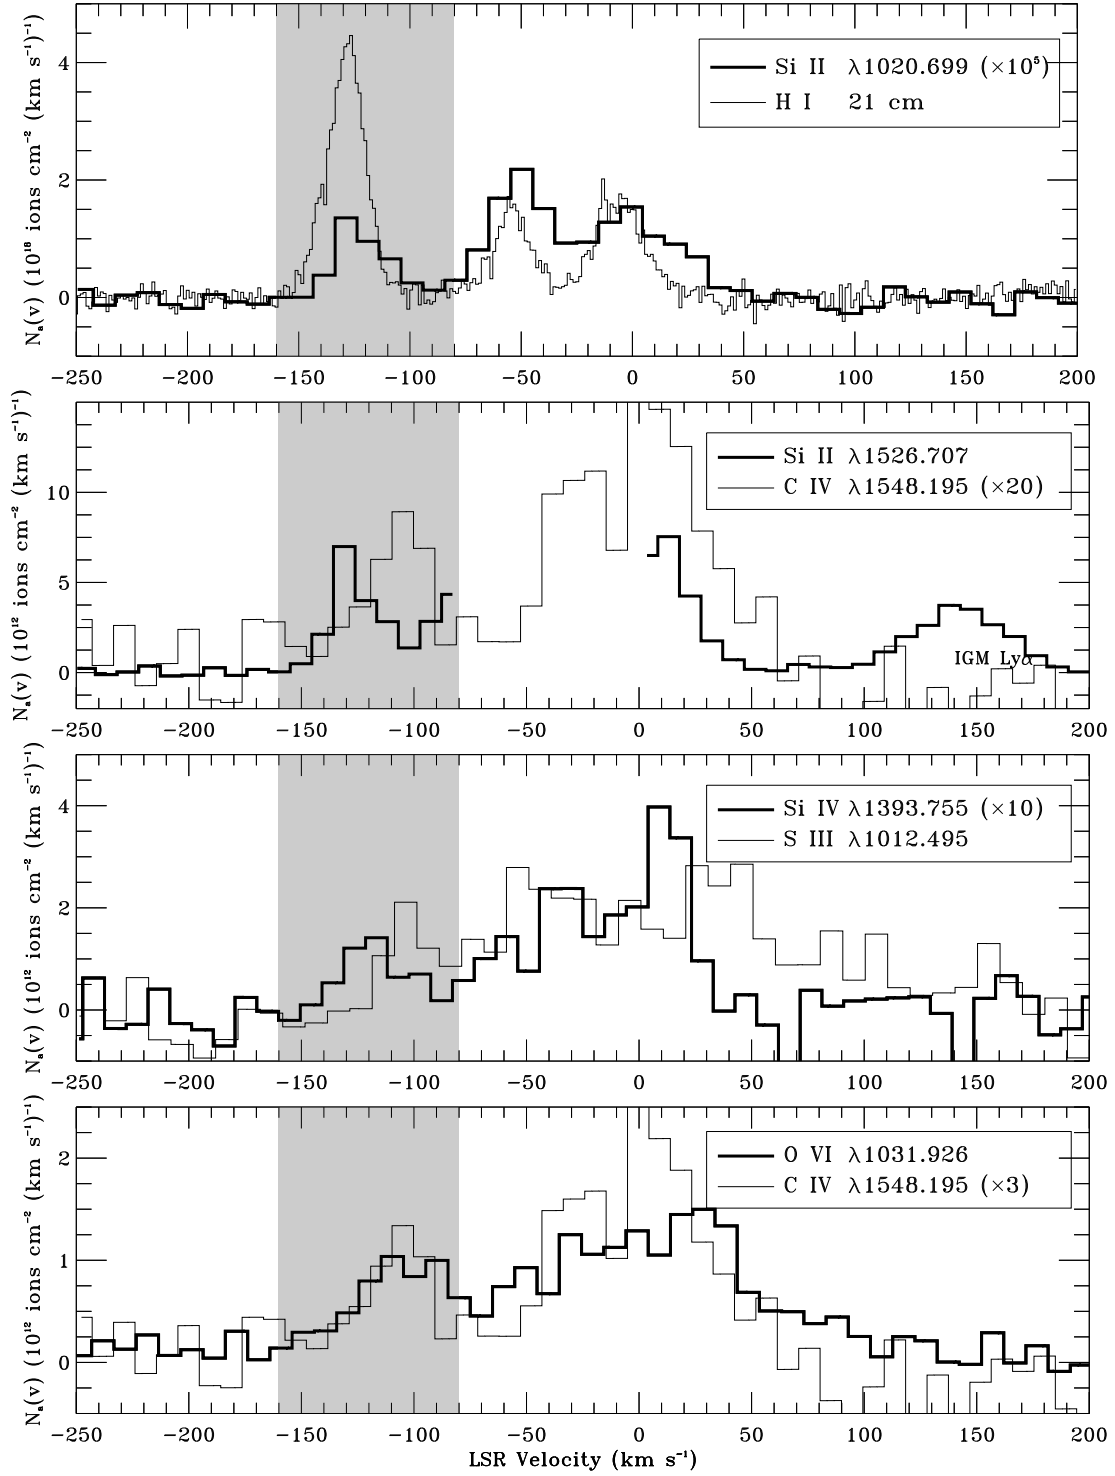 Nₐ(v) (10¹⁸ ions cm⁻² (km s⁻¹)⁻¹)
4
2
0
Si II λ1020.699 (×10⁵)
H I 21 cm
−250 −200 −150 −100 −50 0 50 100 150 200
Nₐ(v) (10¹² ions cm⁻² (km s⁻¹)⁻¹)
10
5
0
Si II λ1526.707
C IV λ1548.195 (×20)
IGM Lyα
−250 −200 −150 −100 −50 0 50 100 150 200
Nₐ(v) (10¹² ions cm⁻² (km s⁻¹)⁻¹)
4
2
0
Si IV λ1393.755 (×10)
S III λ1012.495
−250 −200 −150 −100 −50 0 50 100 150 200
Nₐ(v) (10¹² ions cm⁻² (km s⁻¹)⁻¹)
2
1
0
O VI λ1031.926
C IV λ1548.195 (×3)
−250 −200 −150 −100 −50 0 50 100 150 200
LSR Velocity (km s⁻¹)